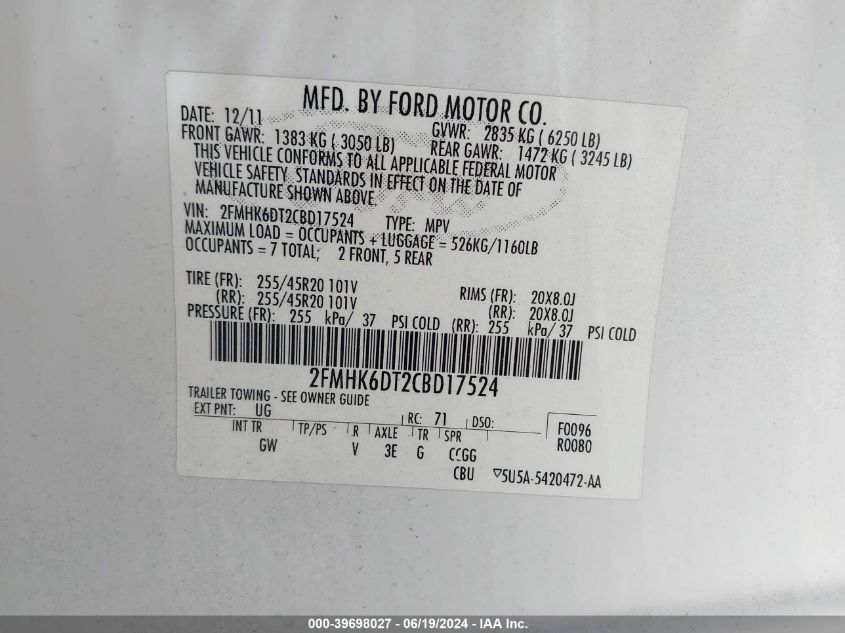 MFD. BY FORD MOTOR CO.
DATE: 12/11 GVWR: 2835 KG ( 6250 LB)
FRONT GAWR: 1383 KG ( 3050 LB) REAR GAWR: 1472 KG ( 3245 LB)
THIS VEHICLE CONFORMS TO ALL APPLICABLE FEDERAL MOTOR
VEHICLE SAFETY STANDARDS IN EFFECT ON THE DATE OF
MANUFACTURE SHOWN ABOVE.
VIN: 2FMHK6DT2CBD17524 TYPE: MPV
MAXIMUM LOAD = OCCUPANTS + LUGGAGE = 526KG/1160LB
OCCUPANTS = 7 TOTAL; 2 FRONT, 5 REAR
TIRE (FR): 255/45R20 101V RIMS (FR): 20X8.0J
(RR): 255/45R20 101V (RR): 20X8.0J
PRESSURE (FR): 255 kPa/ 37 PSI COLD (RR): 255 kPa/ 37 PSI COLD
2FMHK6DT2CBD17524
TRAILER TOWING - SEE OWNER GUIDE
EXT PNT: UG RC: 71 DSO: F0096
INT TR TP/PS R AXLE TR SPR R0080
GW V 3E G CCGG
CBU 5U5A-5420472-AA
000-39698027 - 06/19/2024 - IAA Inc.